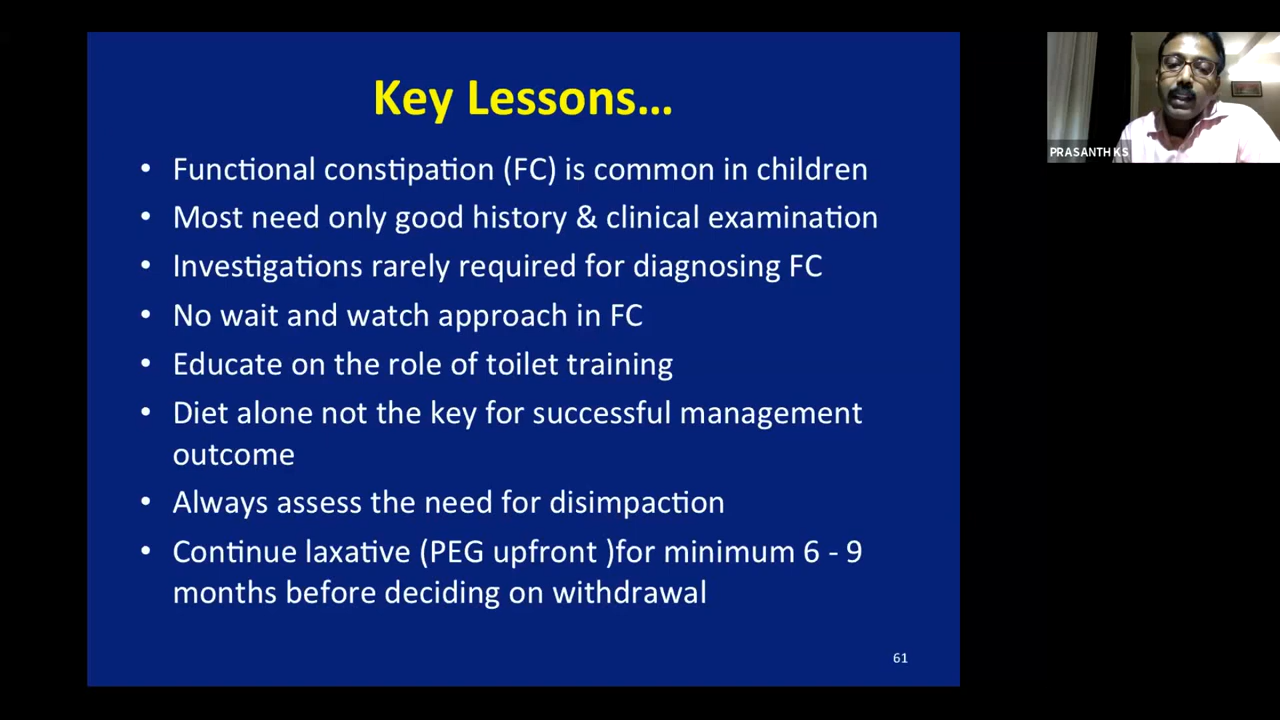 Key Lessons...
• Functional constipation (FC) is common in children
• Most need only good history & clinical examination
• Investigations rarely required for diagnosing FC
• No wait and watch approach in FC
• Educate on the role of toilet training
• Diet alone not the key for successful management
outcome
• Always assess the need for disimpaction
• Continue laxative (PEG upfront )for minimum 6 - 9
months before deciding on withdrawal
61
PRASANTH KS